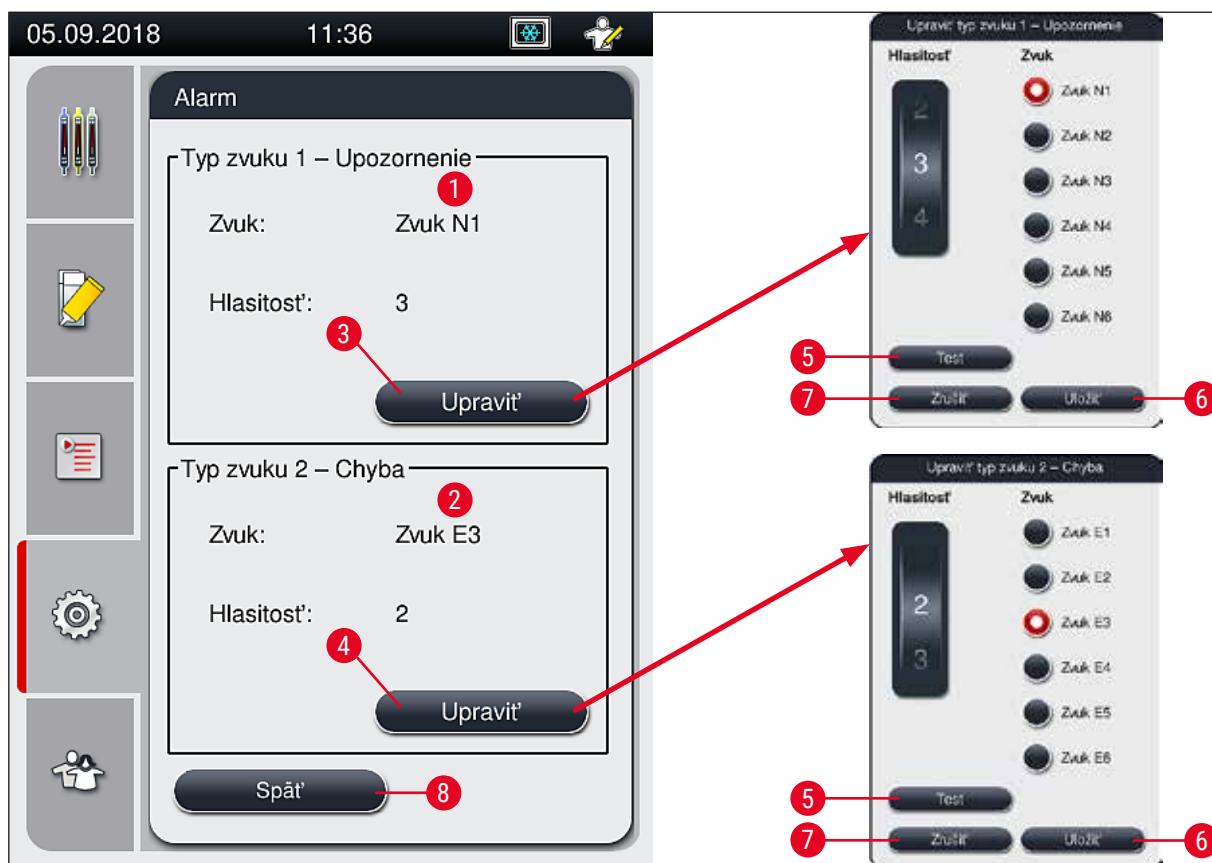 05.09.2018 11:36
Alarm
Typ zvuku 1 – Upozornenie
1
Zvuk: Zvuk N1
Hlasitosť: 3
3
Upraviť
Typ zvuku 2 – Chyba
2
Zvuk: Zvuk E3
Hlasitosť: 2
4
Upraviť
Späť
8
Upraviť typ zvuku 1 – Upozornenie
Hlasitosť Zvuk
2
3
4
Zvuk N1
Zvuk N2
Zvuk N3
Zvuk N4
Zvuk N5
Zvuk N6
5 Test
7 Zrušiť Uložiť 6
Upraviť typ zvuku 2 – Chyba
Hlasitosť Zvuk
2
3
Zvuk E1
Zvuk E2
Zvuk E3
Zvuk E4
Zvuk E5
Zvuk E6
5 Test
7 Zrušiť Uložiť 6